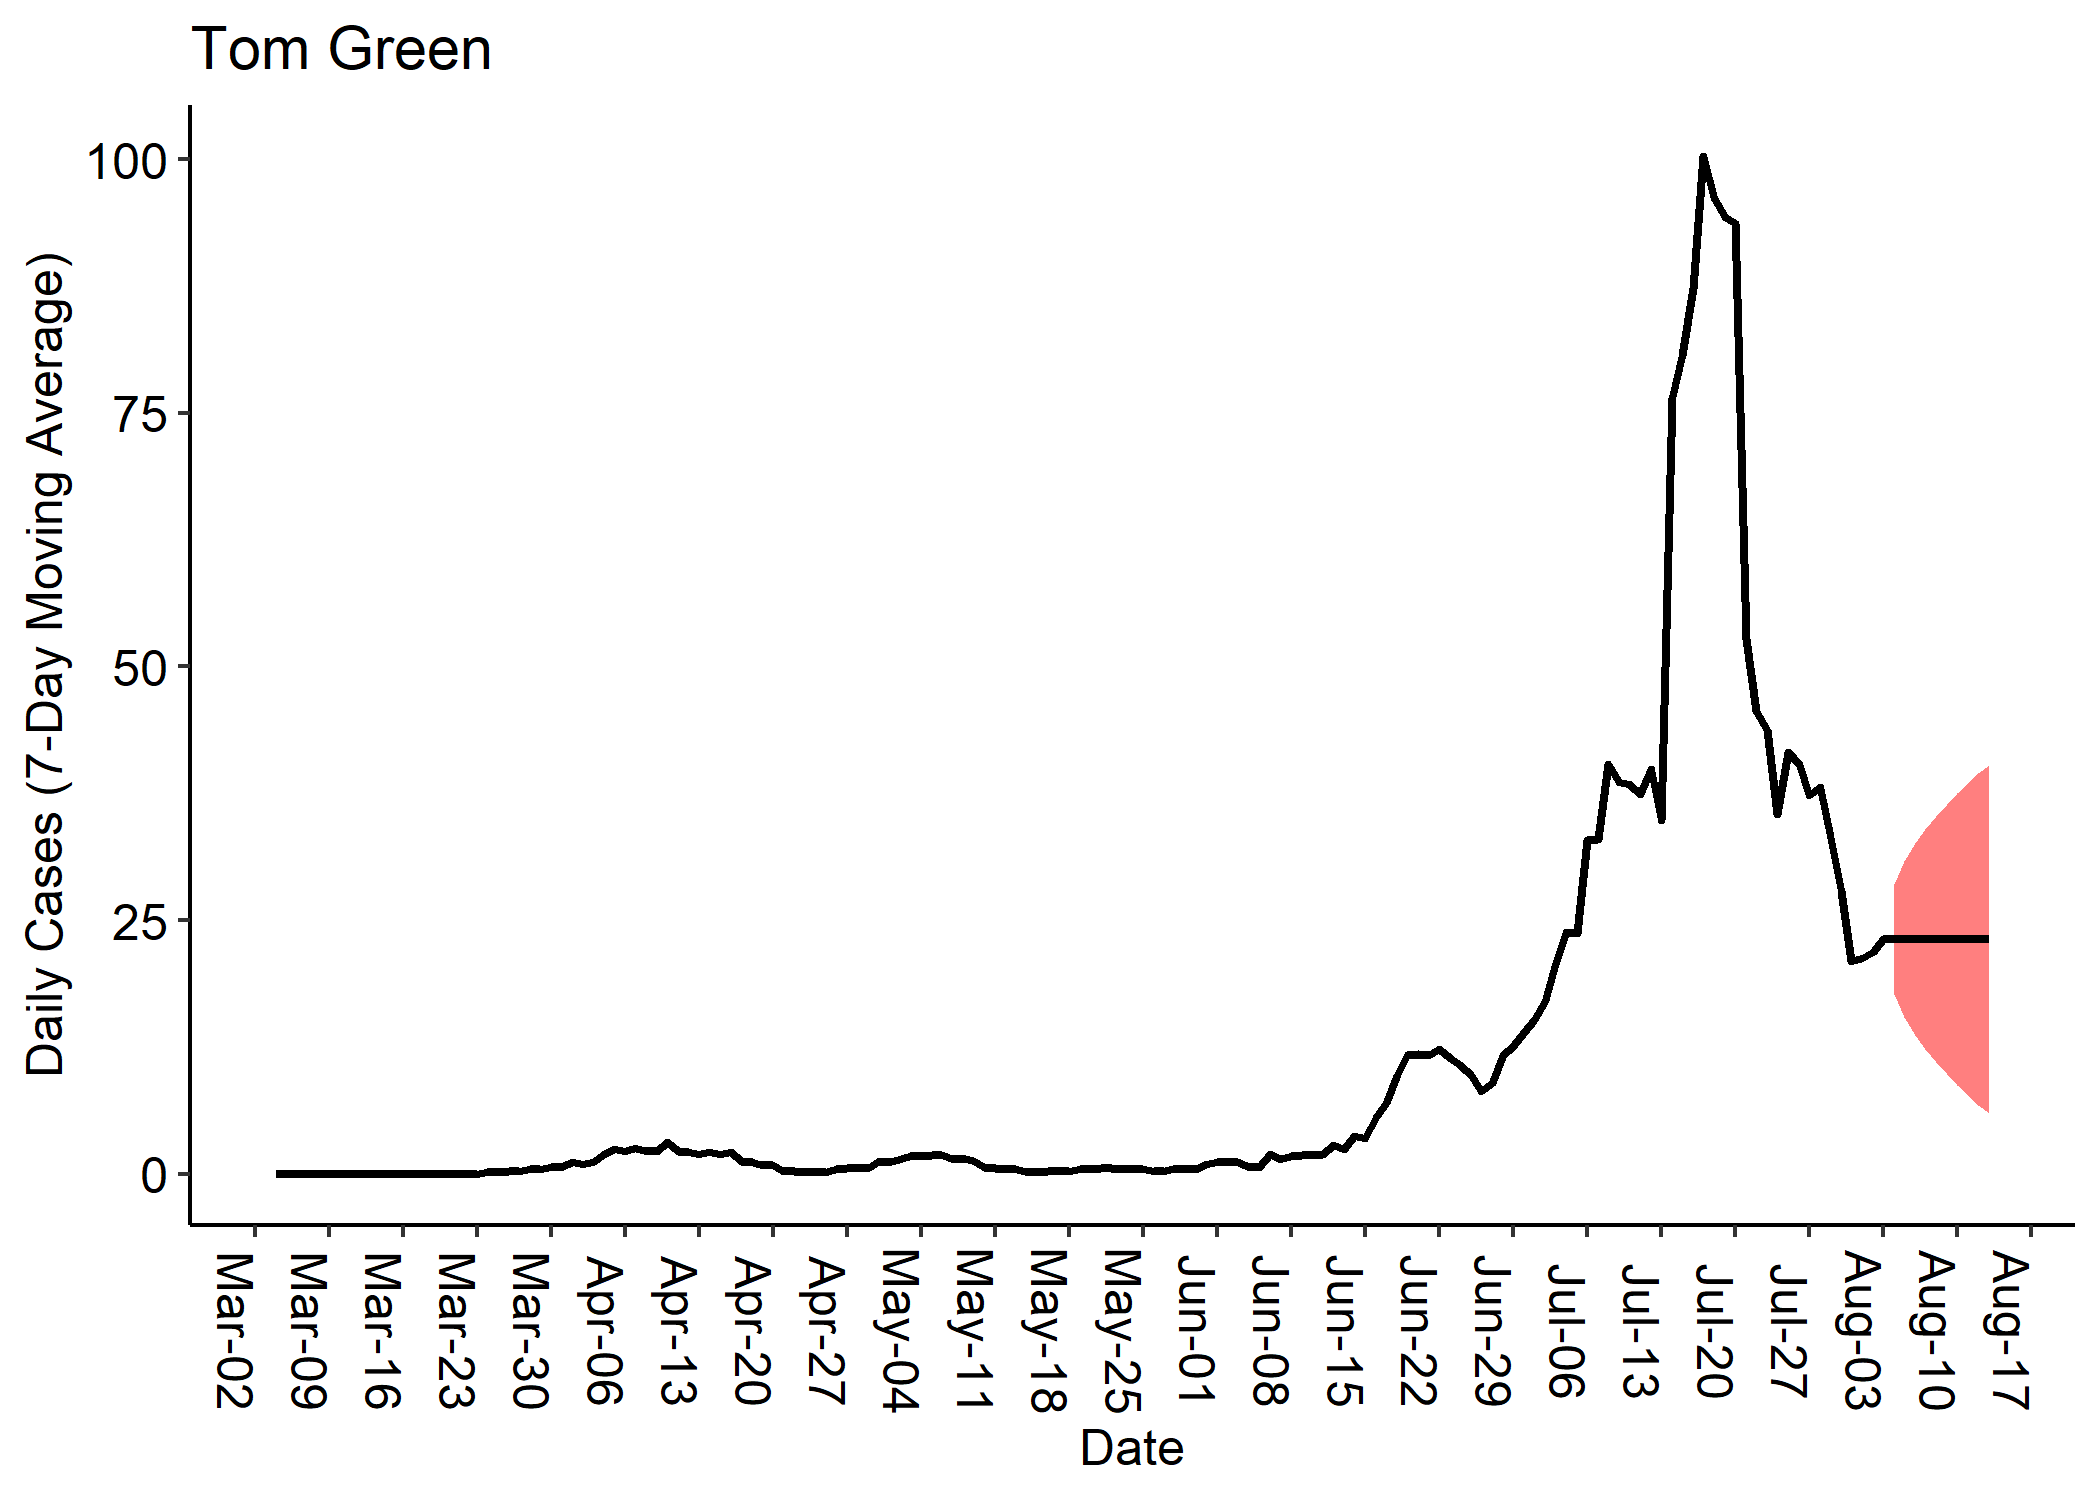 Tom Green
Daily Cases (7-Day Moving Average)
100
75
50
25
0
Mar-02
Mar-09
Mar-16
Mar-23
Mar-30
Apr-06
Apr-13
Apr-20
Apr-27
May-04
May-11
May-18
May-25
Jun-01
Jun-08
Jun-15
Jun-22
Jun-29
Jul-06
Jul-13
Jul-20
Jul-27
Aug-03
Aug-10
Aug-17
Date